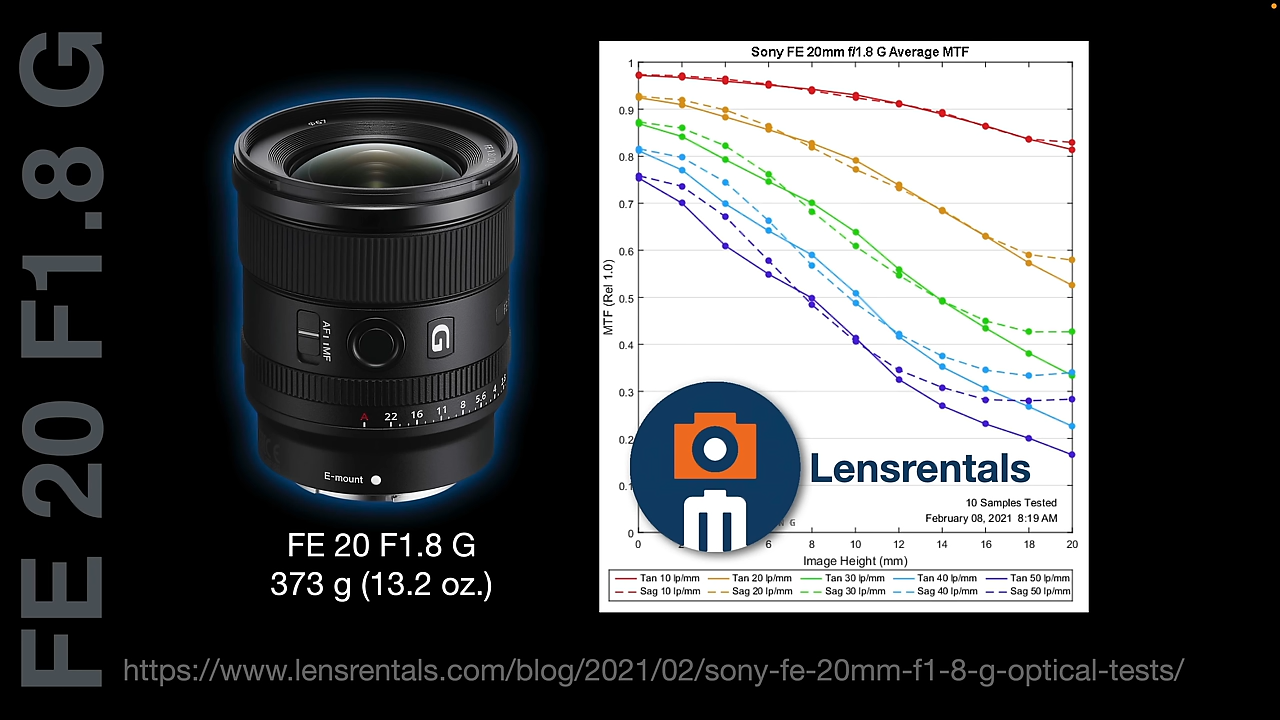 FE 20 F1.8 G
AF MF
G
A 22 16 11 8 5.6 4
E-mount
FE 20 F1.8 G
373 g (13.2 oz.)
Sony FE 20mm f/1.8 G Average MTF
MTF (Rel 1.0)
1
0.9
0.8
0.7
0.6
0.5
0.4
0.3
0.2
0.1
0
Lensrentals
10 Samples Tested
February 08, 2021 8:19 AM
0 2 6 8 10 12 14 16 18 20
Image Height (mm)
Tan 10 lp/mm Tan 20 lp/mm Tan 30 lp/mm Tan 40 lp/mm Tan 50 lp/mm
Sag 10 lp/mm Sag 20 lp/mm Sag 30 lp/mm Sag 40 lp/mm Sag 50 lp/mm
https://www.lensrentals.com/blog/2021/02/sony-fe-20mm-f1-8-g-optical-tests/